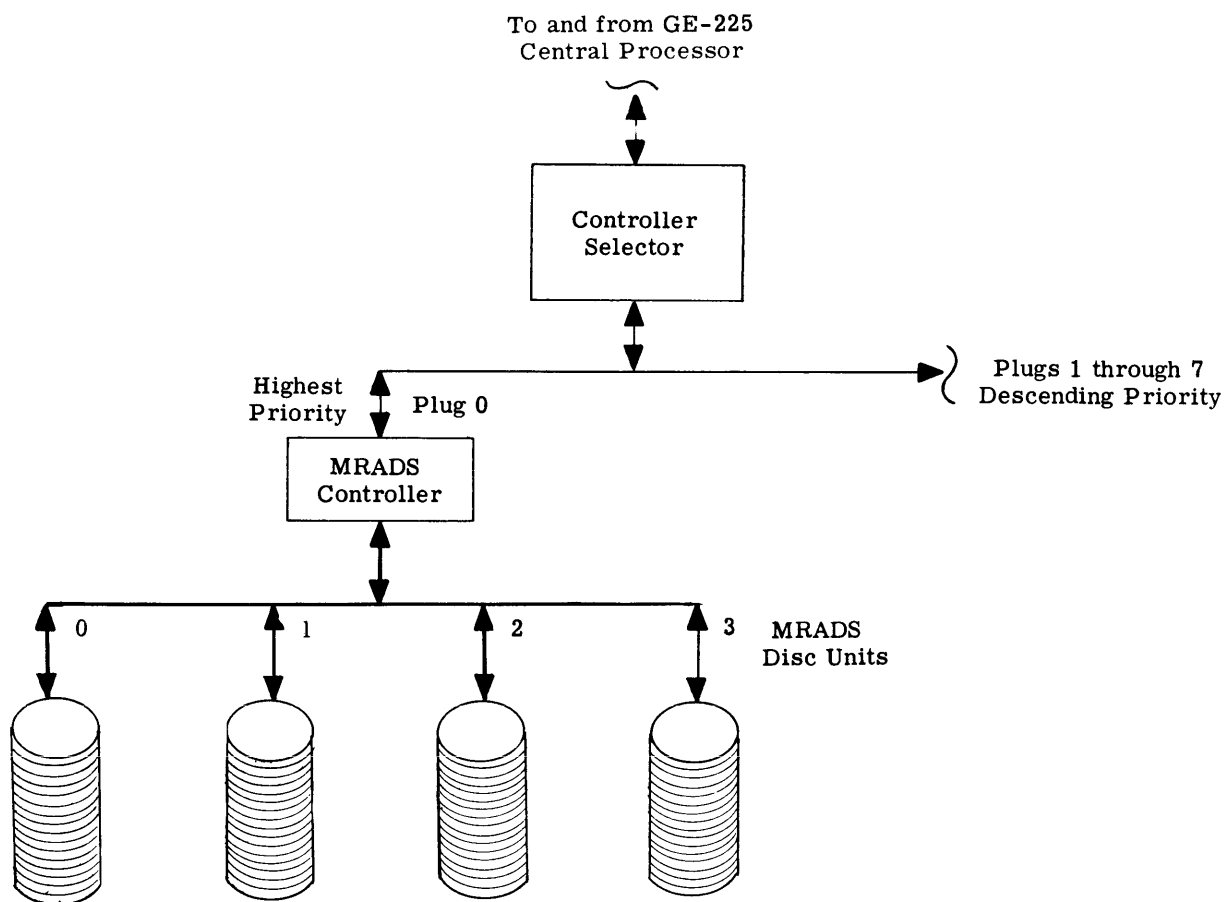 To and from GE-225
Central Processor
Controller
Selector
Highest
Priority
Plug 0
Plugs 1 through 7
Descending Priority
MRADS
Controller
0
1
2
3
MRADS
Disc Units